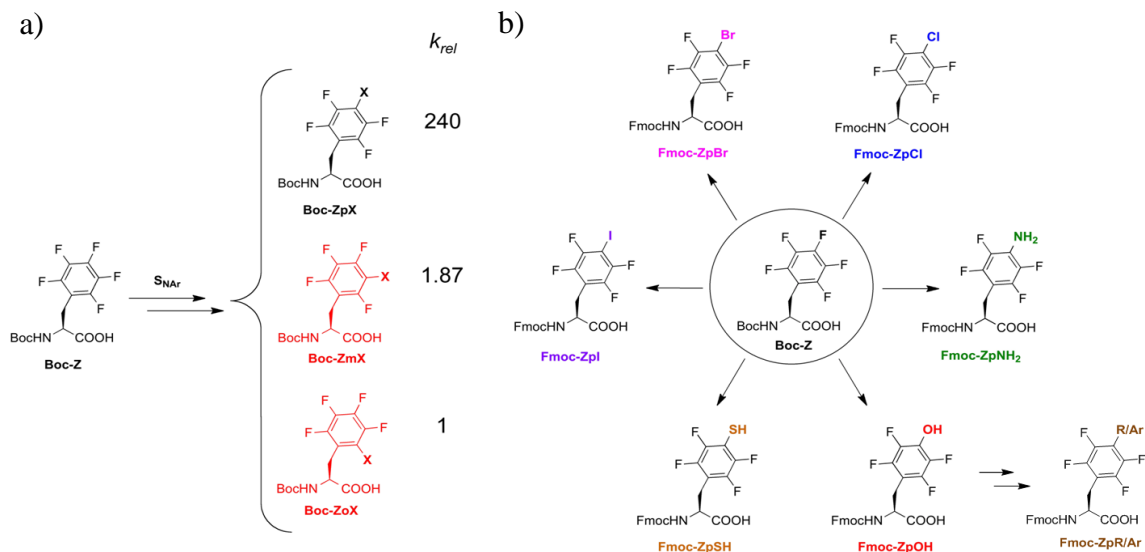 a)
k_rel
X
F
F
F
F
BocHN
COOH
Boc-ZpX
240
F
F
F
F
F
BocHN
COOH
Boc-Z
S_NAr
F
F
F
X
F
BocHN
COOH
Boc-ZmX
1.87
F
F
F
F
X
BocHN
COOH
Boc-ZoX
1
b)
Br
F
F
F
F
FmocHN
COOH
Fmoc-ZpBr
Cl
F
F
F
F
FmocHN
COOH
Fmoc-ZpCl
I
F
F
F
F
FmocHN
COOH
Fmoc-ZpI
F
F
F
F
F
BocHN
COOH
Boc-Z
NH2
F
F
F
F
FmocHN
COOH
Fmoc-ZpNH2
SH
F
F
F
F
FmocHN
COOH
Fmoc-ZpSH
OH
F
F
F
F
FmocHN
COOH
Fmoc-ZpOH
R/Ar
F
F
F
F
FmocHN
COOH
Fmoc-ZpR/Ar